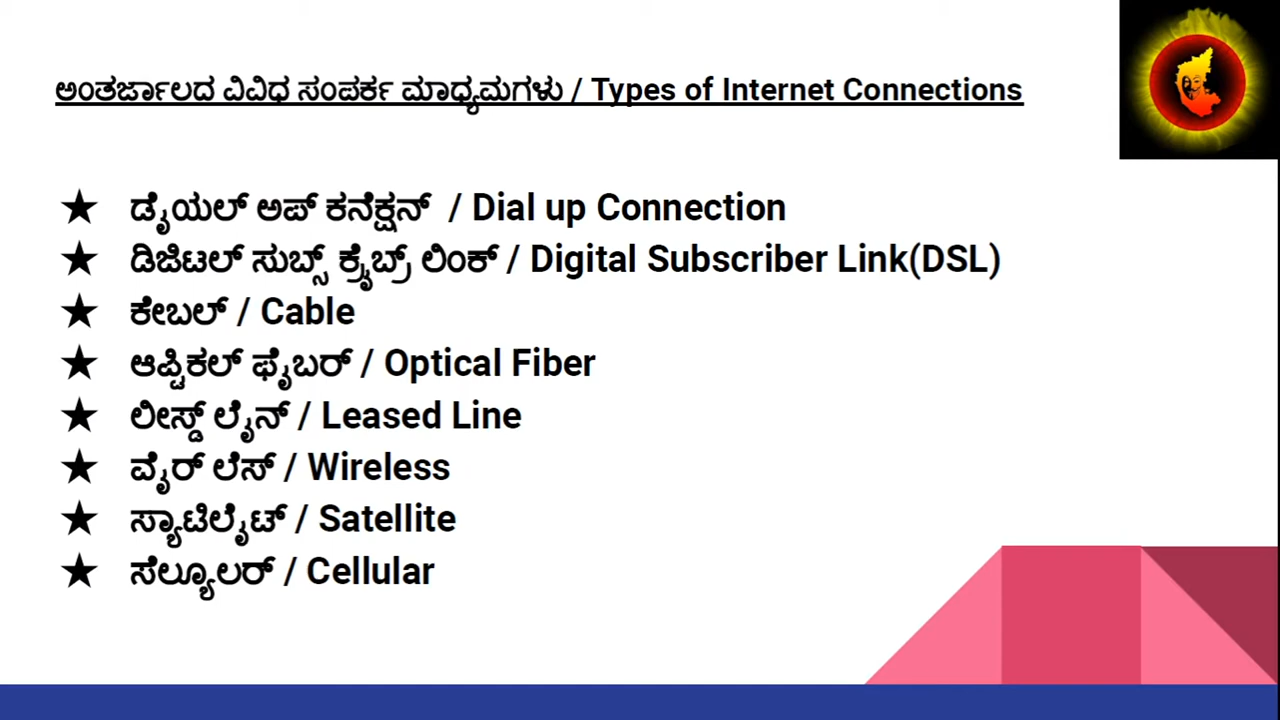 ಅಂತರ್ಜಾಲದ ವಿವಿಧ ಸಂಪರ್ಕ ಮಾಧ್ಯಮಗಳು / Types of Internet Connections
★ ಡೈಯಲ್ ಅಪ್ ಕನೆಕ್ಷನ್ / Dial up Connection
★ ಡಿಜಿಟಲ್ ಸುಬ್ಸ್ ಕ್ರೈಬ್ರ್ ಲಿಂಕ್ / Digital Subscriber Link(DSL)
★ ಕೇಬಲ್ / Cable
★ ಆಪ್ಟಿಕಲ್ ಫೈಬರ್ / Optical Fiber
★ ಲೀಸ್ಡ್ ಲೈನ್ / Leased Line
★ ವೈರ್ ಲೆಸ್ / Wireless
★ ಸ್ಯಾಟಿಲೈಟ್ / Satellite
★ ಸೆಲ್ಯೂಲರ್ / Cellular